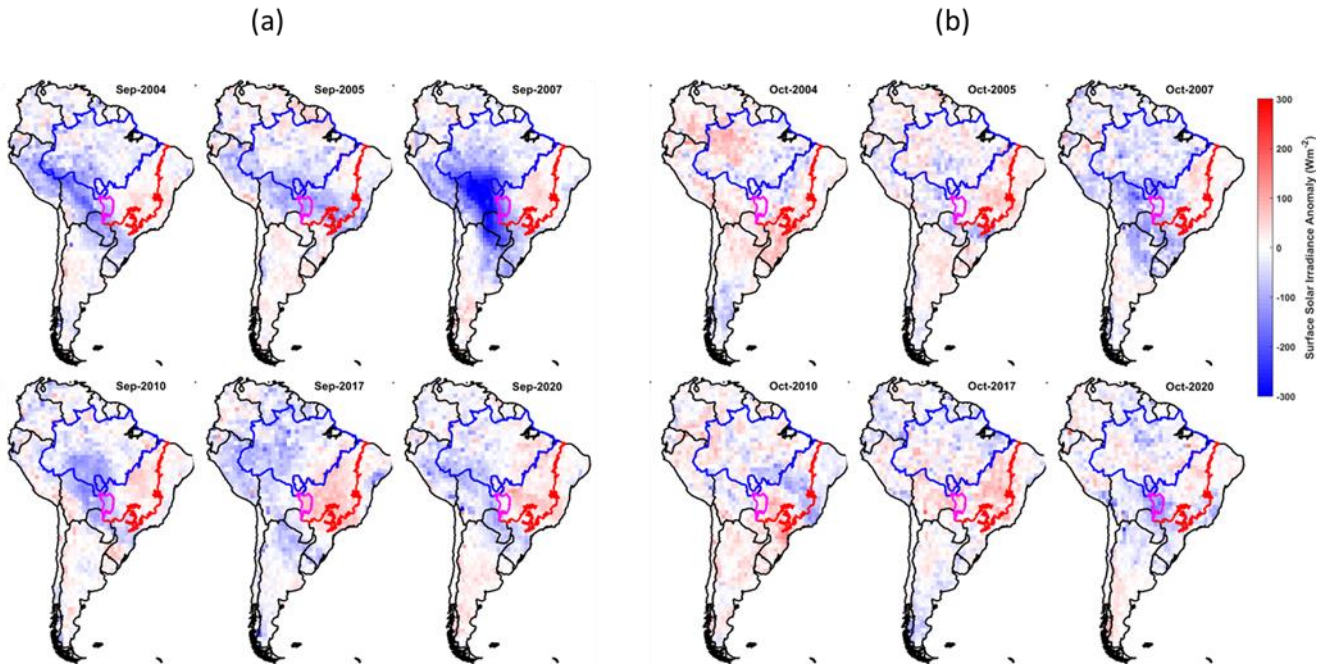 (a)
(b)
Sep-2004
Sep-2005
Sep-2007
Oct-2004
Oct-2005
Oct-2007
Sep-2010
Sep-2017
Sep-2020
Oct-2010
Oct-2017
Oct-2020
300
200
100
0
-100
-200
-300
Surface Solar Irradiance Anomaly (Wm⁻²)